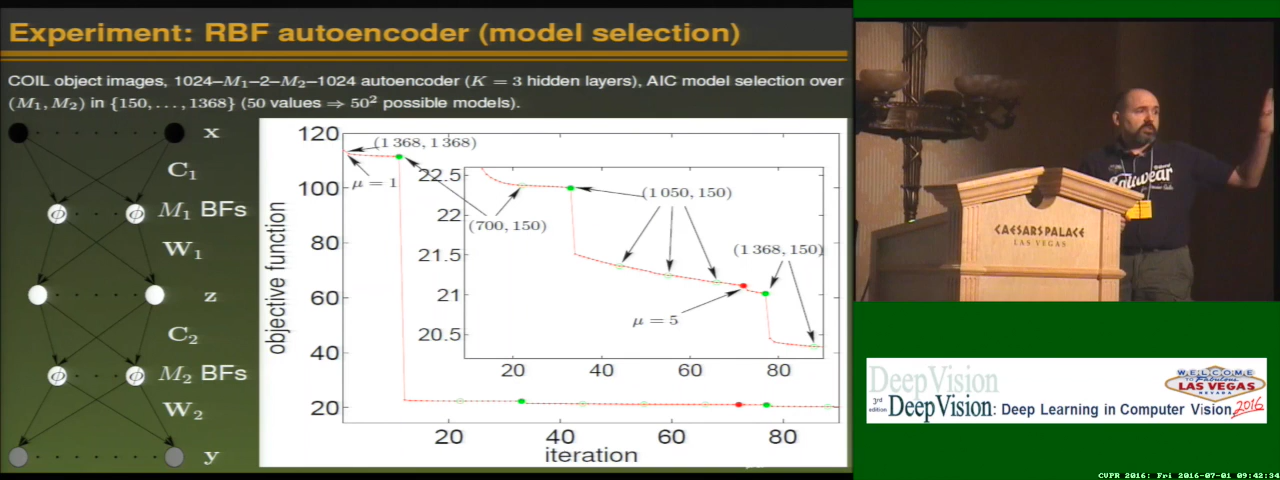 Experiment: RBF autoencoder (model selection)
COIL object images, 1024–M₁–2–M₂–1024 autoencoder (K = 3 hidden layers), AIC model selection over
(M₁, M₂) in {150, . . . , 1368} (50 values ⇒ 50² possible models).
x
C₁
ϕ ϕ M₁ BFs
W₁
z
C₂
ϕ ϕ M₂ BFs
W₂
y
objective function
120
100
80
60
40
20
20 40 60 80
iteration
(1 368, 1 368)
μ = 1
(700, 150)
22.5
22
21.5
21
20.5
20 40 60 80
(1 050, 150)
(1 368, 150)
μ = 5
CAESARS PALACE
LAS VEGAS
DeepVision
3rd
edition
DeepVision: Deep Learning in Computer Vision
WELCOME
TO Fabulous
LAS VEGAS
NEVADA
2016
CVPR 2016: Fri 2016-07-01 09:42:34